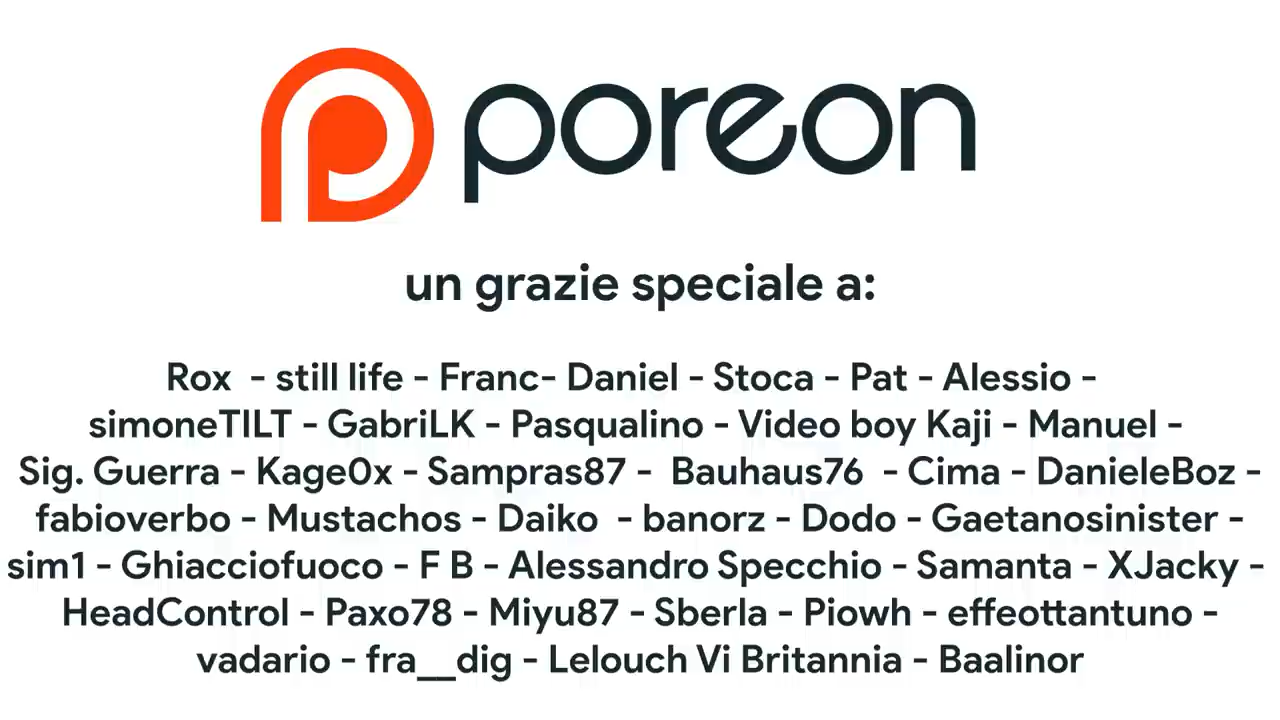 poreon
un grazie speciale a:
Rox - still life - Franc- Daniel - Stoca - Pat - Alessio -
simoneTILT - GabriLK - Pasqualino - Video boy Kaji - Manuel -
Sig. Guerra - Kage0x - Sampras87 - Bauhaus76 - Cima - DanieleBoz -
fabioverbo - Mustachos - Daiko - banorz - Dodo - Gaetanosinister -
sim1 - Ghiacciofuoco - F B - Alessandro Specchio - Samanta - XJacky -
HeadControl - Paxo78 - Miyu87 - Sberla - Piowh - effeottantuno -
vadario - fra__dig - Lelouch Vi Britannia - Baalinor